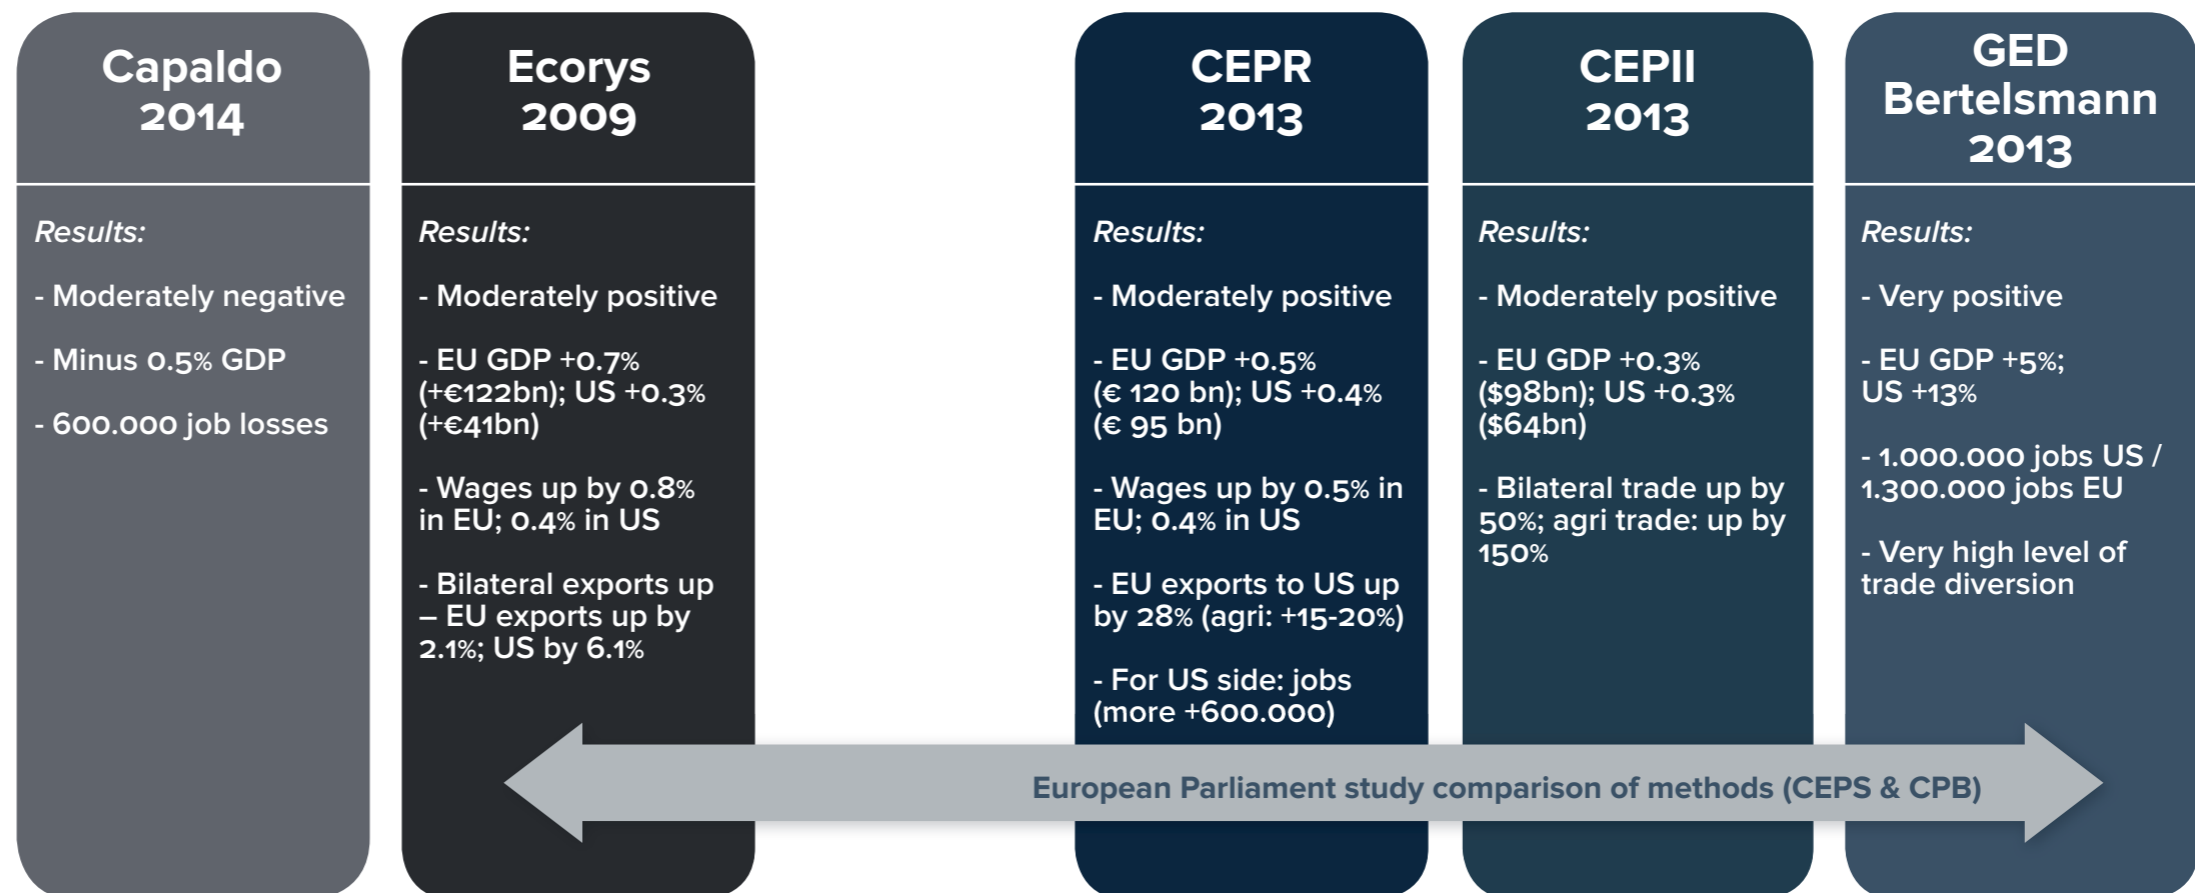 Capaldo
2014
Results:
- Moderately negative
- Minus 0.5% GDP
- 600.000 job losses
Ecorys
2009
Results:
- Moderately positive
- EU GDP +0.7%
(+€122bn); US +0.3%
(+€41bn)
- Wages up by 0.8%
in EU; 0.4% in US
- Bilateral exports up
– EU exports up by
2.1%; US by 6.1%
CEPR
2013
Results:
- Moderately positive
- EU GDP +0.5%
(€ 120 bn); US +0.4%
(€ 95 bn)
- Wages up by 0.5% in
EU; 0.4% in US
- EU exports to US up
by 28% (agri: +15-20%)
- For US side: jobs
(more +600.000)
CEPII
2013
Results:
- Moderately positive
- EU GDP +0.3%
($98bn); US +0.3%
($64bn)
- Bilateral trade up by
50%; agri trade: up by
150%
GED
Bertelsmann
2013
Results:
- Very positive
- EU GDP +5%;
US +13%
- 1.000.000 jobs US /
1.300.000 jobs EU
- Very high level of
trade diversion
European Parliament study comparison of methods (CEPS & CPB)